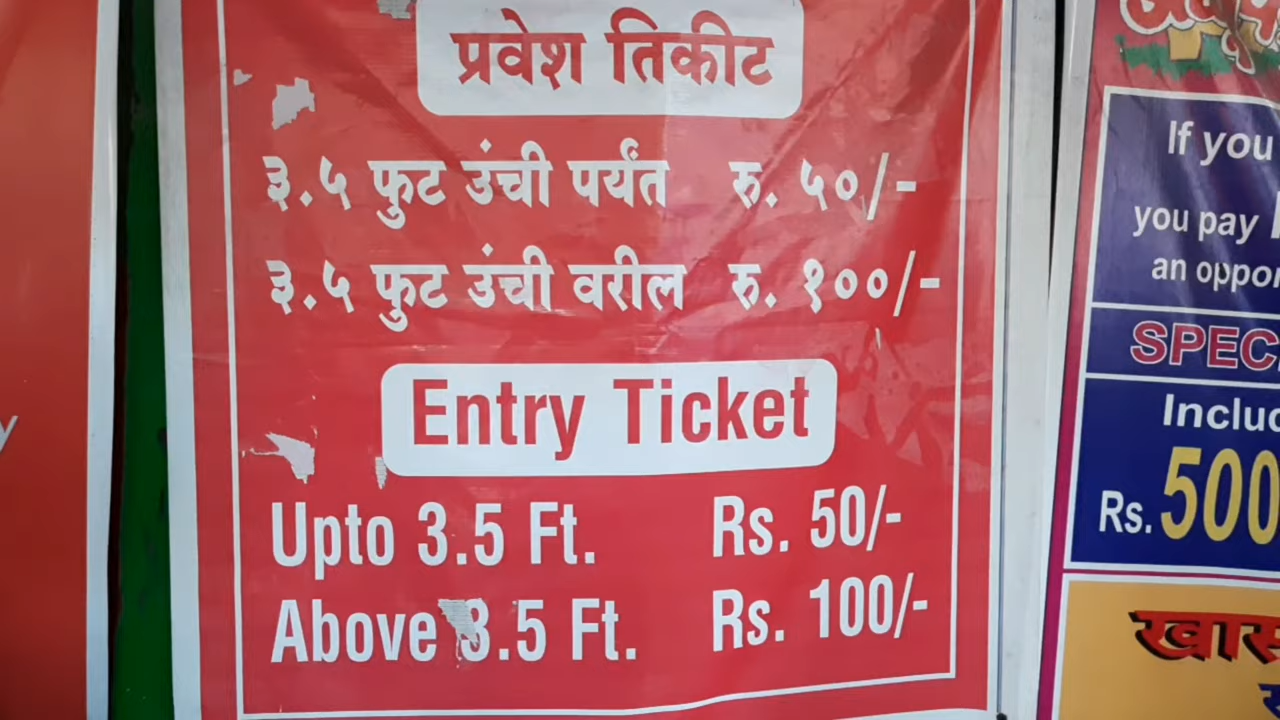 प्रवेश तिकीट
३.५ फुट उंची पर्यंत रु. ५०/-
३.५ फुट उंची वरील रु. १००/-
Entry Ticket
Upto 3.5 Ft. Rs. 50/-
Above 3.5 Ft. Rs. 100/-
If you
you pay
an oppor
SPEC
Includ
Rs. 500
खास